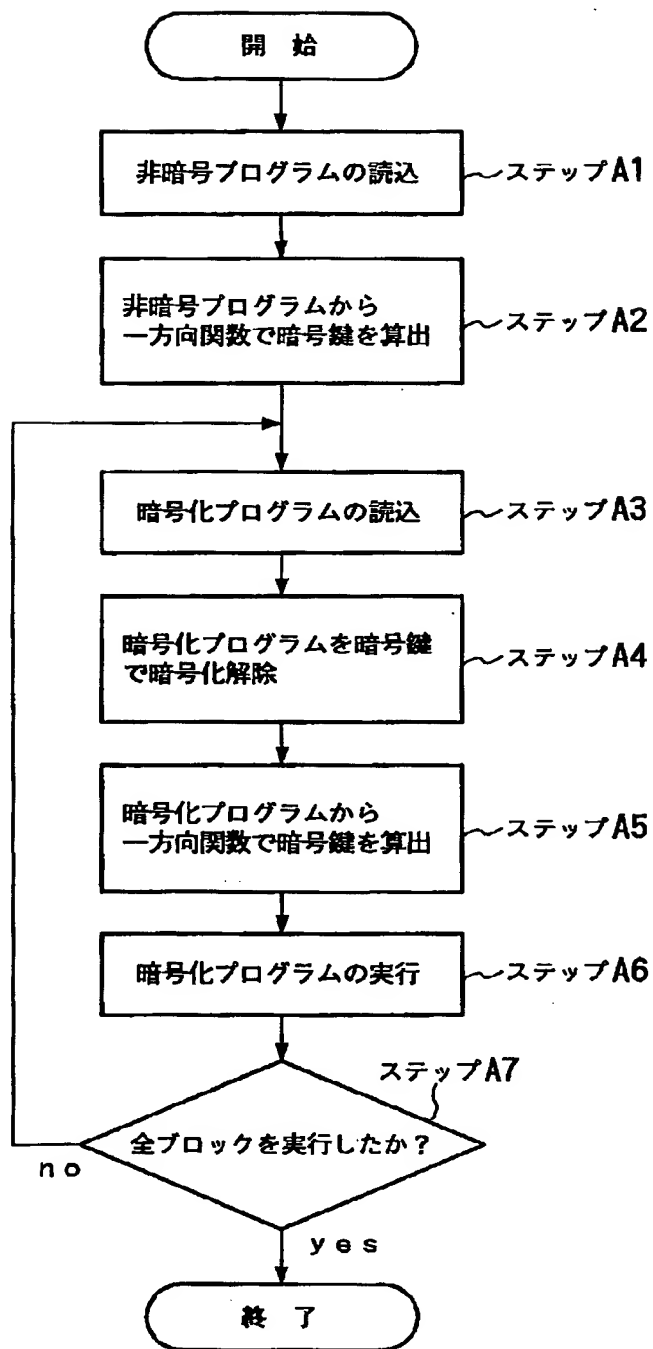 開 始
非暗号プログラムの読込
ステップA1
非暗号プログラムから
一方向関数で暗号鍵を算出
ステップA2
暗号化プログラムの読込
ステップA3
暗号化プログラムを暗号鍵
で暗号化解除
ステップA4
暗号化プログラムから
一方向関数で暗号鍵を算出
ステップA5
暗号化プログラムの実行
ステップA6
ステップA7
全ブロックを実行したか?
no
yes
終 了